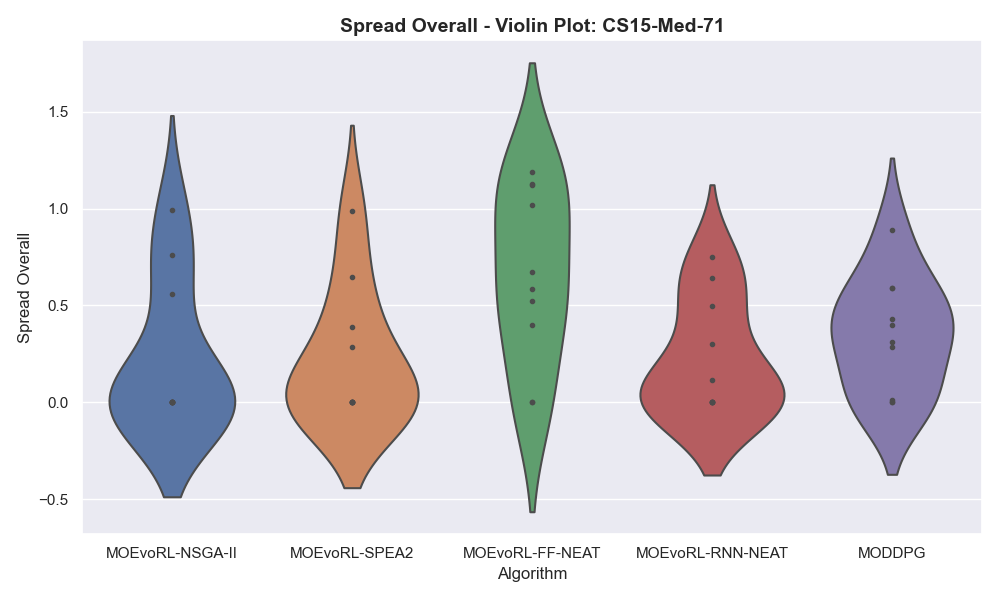 Spread Overall - Violin Plot: CS15-Med-71
1.5
1.0
0.5
0.0
−0.5
Spread Overall
MOEvoRL-NSGA-II
MOEvoRL-SPEA2
MOEvoRL-FF-NEAT
MOEvoRL-RNN-NEAT
MODDPG
Algorithm